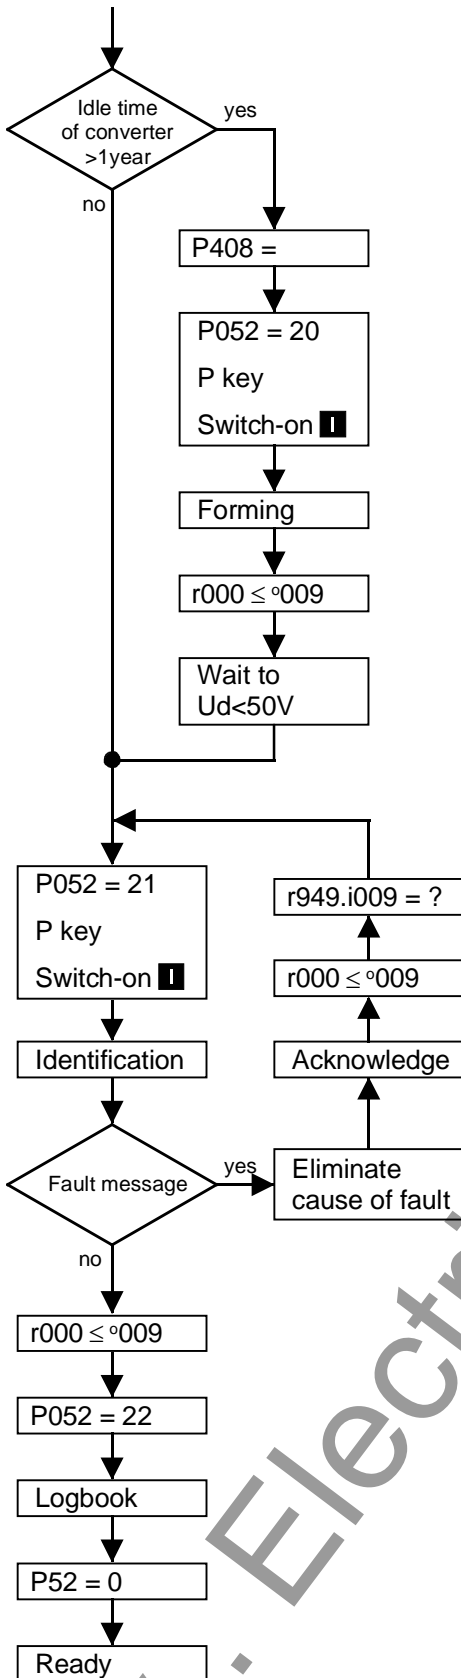 Idle time
of converter
>1year
yes
no
P408 =
P052 = 20
P key
Switch-on I
Forming
r000 ≤ °009
Wait to
Ud<50V
P052 = 21
P key
Switch-on I
Identification
Fault message
yes
no
Eliminate
cause of fault
Acknowledge
r000 ≤ °009
r949.i009 = ?
r000 ≤ °009
P052 = 22
Logbook
P52 = 0
Ready
. Electri